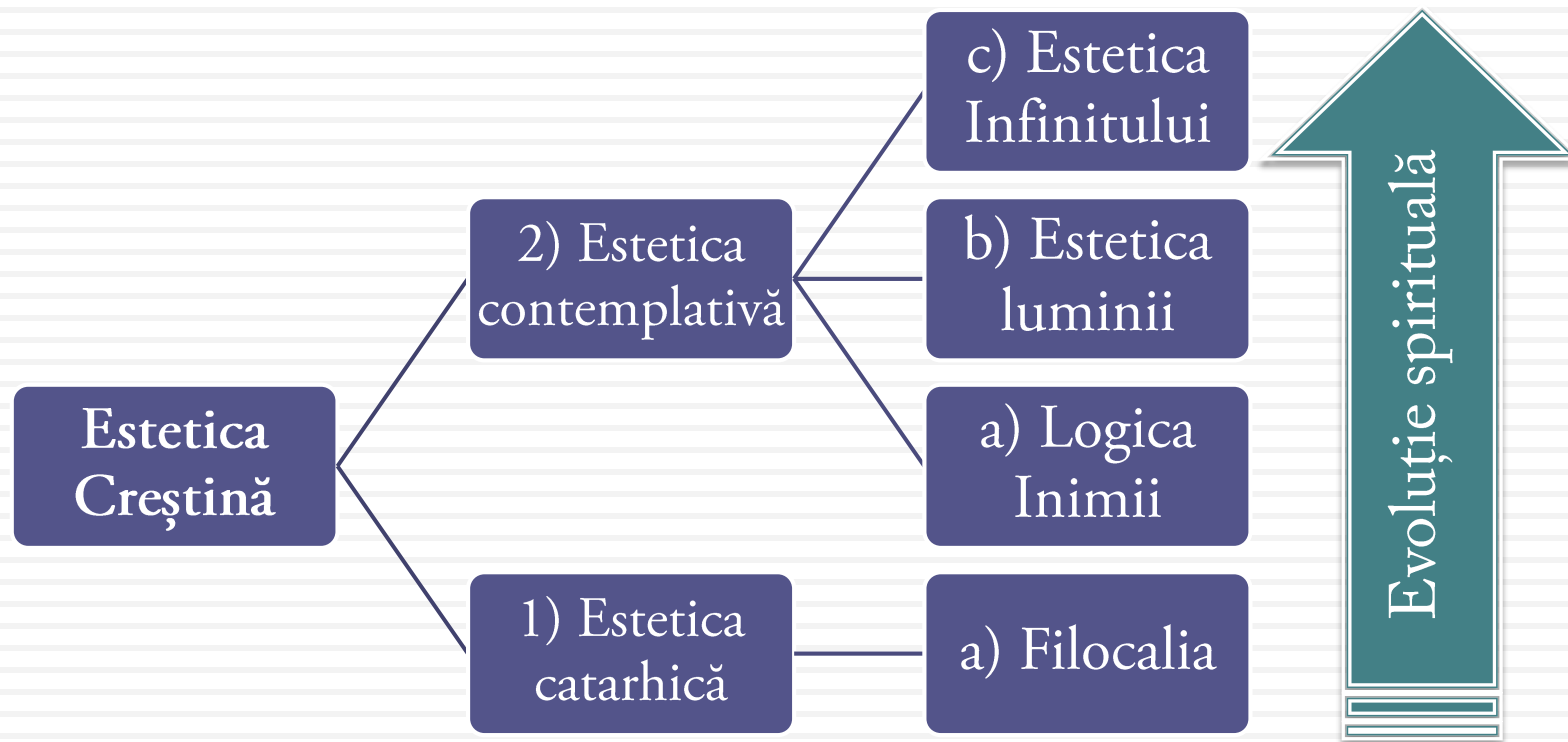 c) Estetica
Infinitului
2) Estetica
contemplativă
b) Estetica
luminii
Estetica
Creștină
a) Logica
Inimii
1) Estetica
catarhică
a) Filocalia
Evoluție spirituală